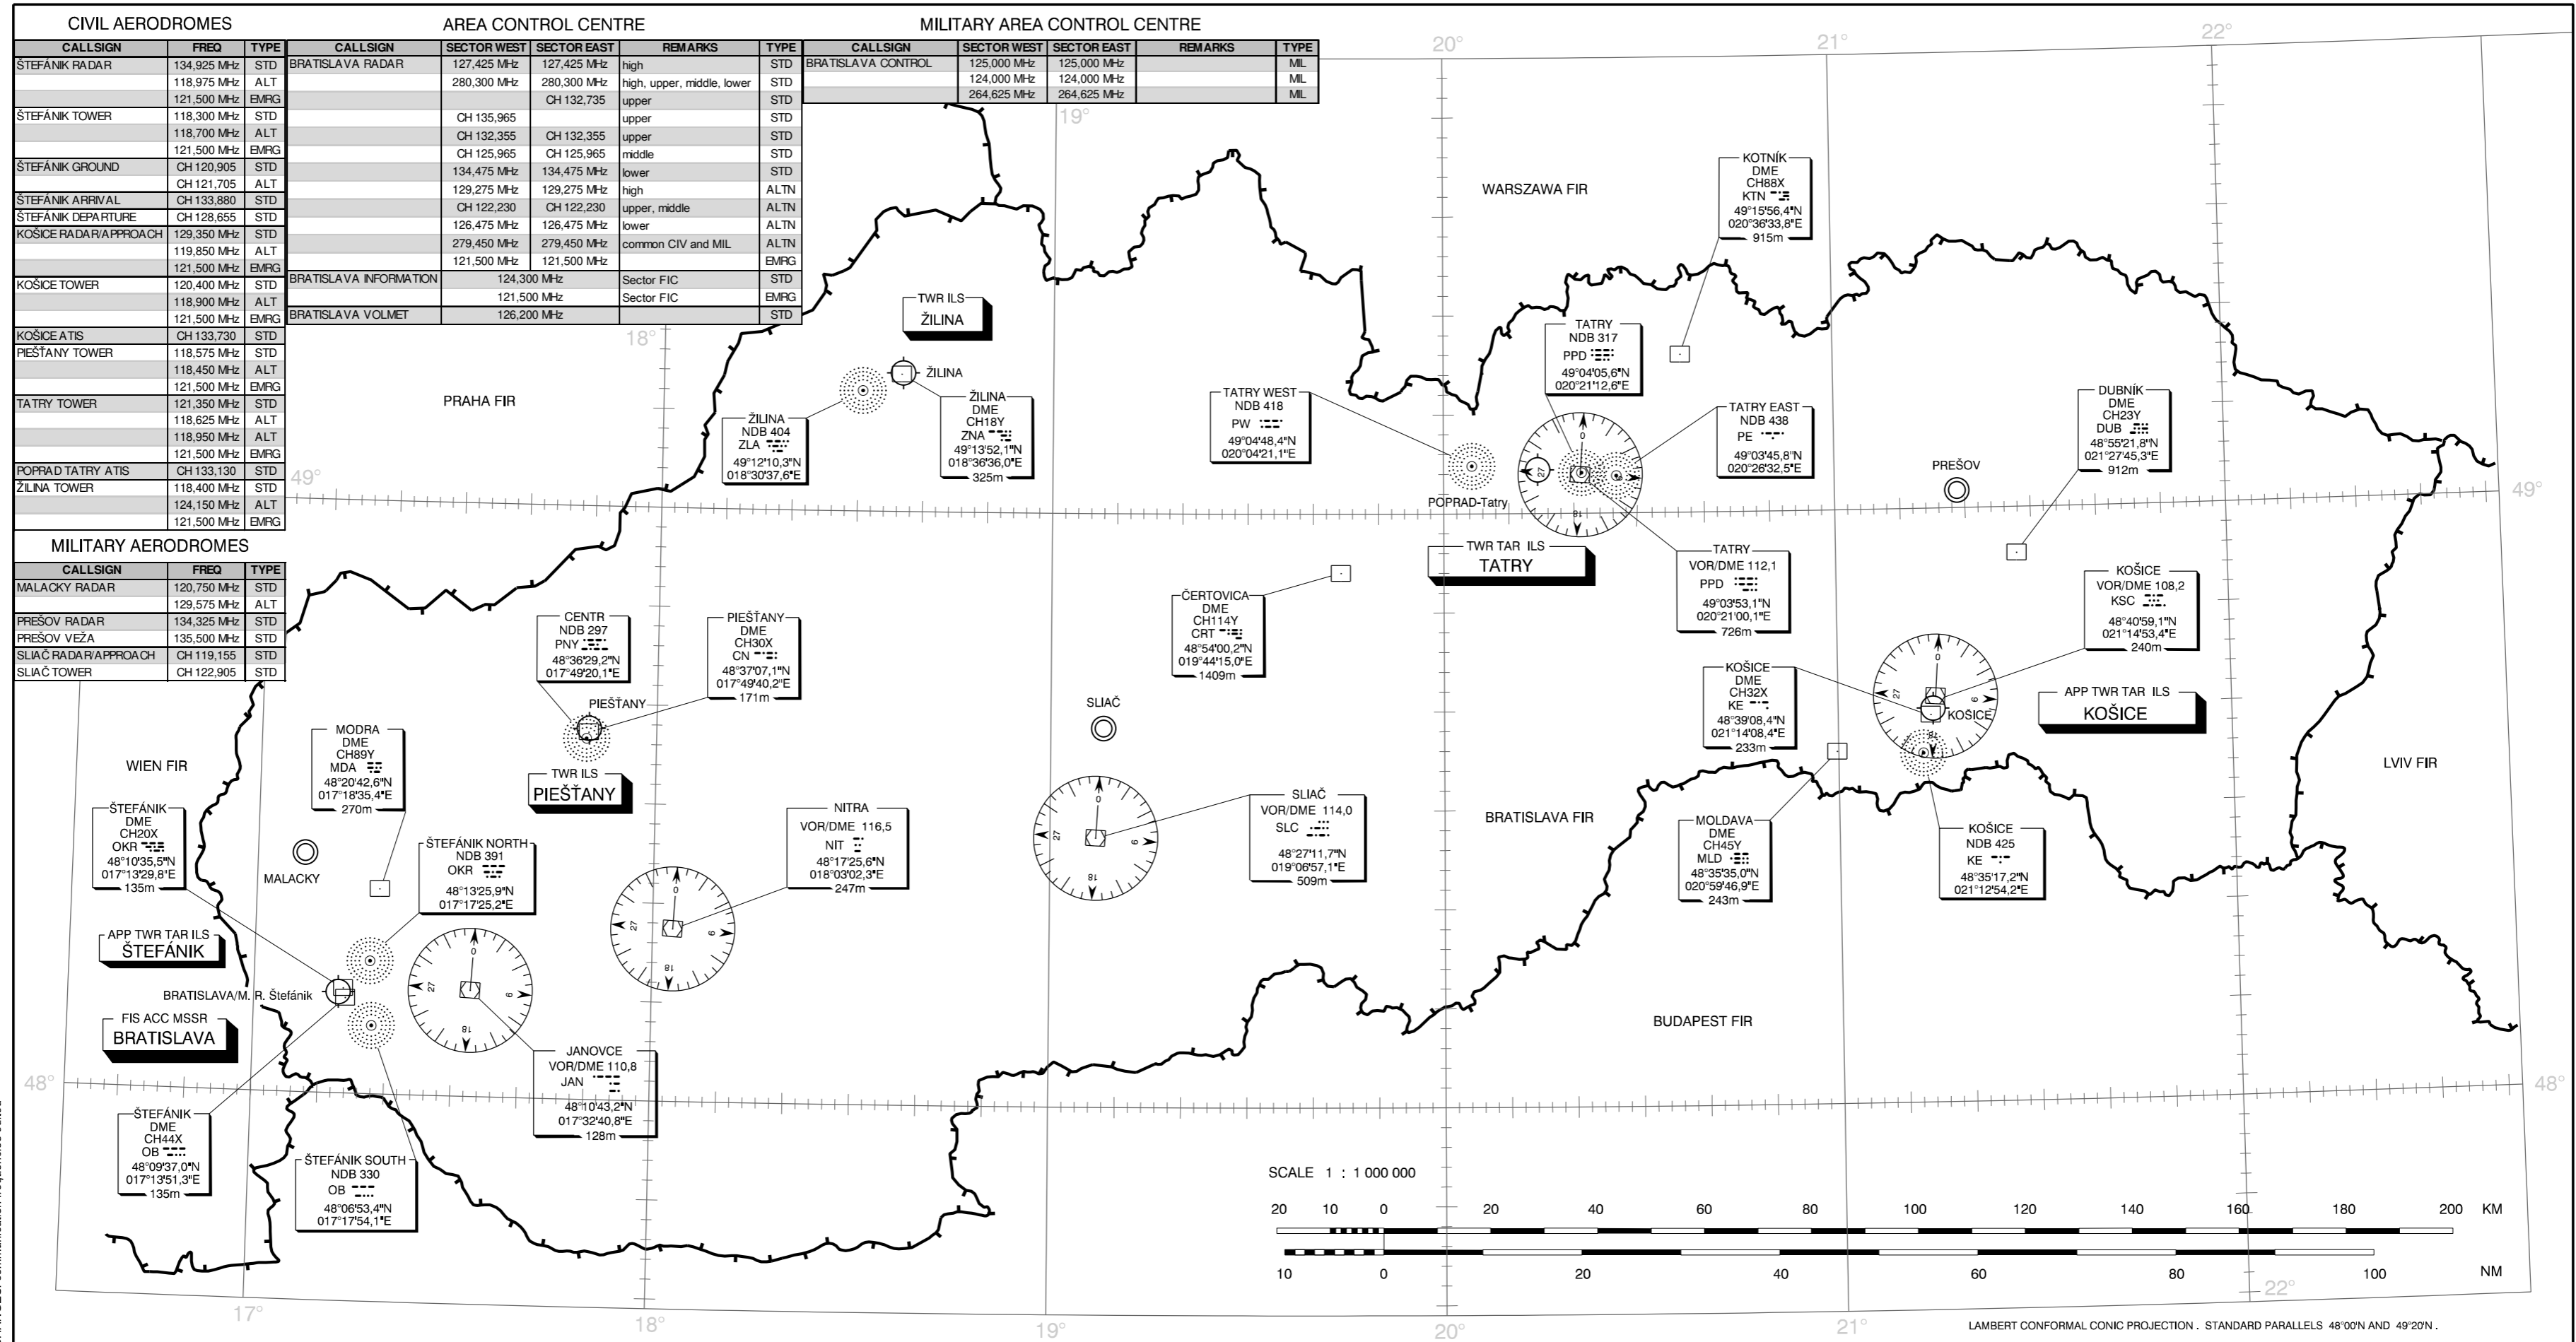 CIVIL AERODROMES
CALLSIGN FREQ TYPE
ŠTEFÁNIK RADAR 134,925 MHz STD
118,975 MHz ALT
121,500 MHz EMRG
ŠTEFÁNIK TOWER 118,300 MHz STD
118,700 MHz ALT
121,500 MHz EMRG
ŠTEFÁNIK GROUND CH 120,905 STD
CH 121,705 ALT
ŠTEFÁNIK ARRIVAL CH 133,880 STD
ŠTEFÁNIK DEPARTURE CH 128,655 STD
KOŠICE RADAR/APPROACH 129,350 MHz STD
119,850 MHz ALT
121,500 MHz EMRG
KOŠICE TOWER 120,400 MHz STD
118,900 MHz ALT
121,500 MHz EMRG
KOŠICE ATIS CH 133,730 STD
PIEŠŤANY TOWER 118,575 MHz STD
118,450 MHz ALT
121,500 MHz EMRG
TATRY TOWER 121,350 MHz STD
118,625 MHz ALT
118,950 MHz ALT
121,500 MHz EMRG
POPRAD TATRY ATIS CH 133,130 STD
ŽILINA TOWER 118,400 MHz STD
124,150 MHz ALT
121,500 MHz EMRG
MILITARY AERODROMES
CALLSIGN FREQ TYPE
MALACKY RADAR 120,750 MHz STD
129,575 MHz ALT
PREŠOV RADAR 134,325 MHz STD
PREŠOV VEŽA 135,500 MHz STD
SLIAČ RADAR/APPROACH CH 119,155 STD
SLIAČ TOWER CH 122,905 STD
AREA CONTROL CENTRE
CALLSIGN SECTOR WEST SECTOR EAST REMARKS TYPE
BRATISLAVA RADAR 127,425 MHz 127,425 MHz high STD
280,300 MHz 280,300 MHz high, upper, middle, lower STD
CH 132,735 upper STD
CH 135,965 upper STD
CH 132,355 CH 132,355 upper STD
CH 125,965 CH 125,965 middle STD
134,475 MHz 134,475 MHz lower STD
129,275 MHz 129,275 MHz high ALTN
CH 122,230 CH 122,230 upper, middle ALTN
126,475 MHz 126,475 MHz lower ALTN
279,450 MHz 279,450 MHz common CIV and MIL ALTN
121,500 MHz 121,500 MHz EMRG
BRATISLAVA INFORMATION 124,300 MHz Sector FIC STD
121,500 MHz Sector FIC EMRG
BRATISLAVA VOLMET 126,200 MHz STD
MILITARY AREA CONTROL CENTRE
CALLSIGN SECTOR WEST SECTOR EAST REMARKS TYPE
BRATISLAVA CONTROL 125,000 MHz 125,000 MHz MIL
124,000 MHz 124,000 MHz MIL
264,625 MHz 264,625 MHz MIL
20°
21°
22°
19°
18°
49°
49°
WARSZAWA FIR
KOTNÍK
DME
CH88X
KTN
49°15'56,4"N
020°36'33,8"E
915m
TWR ILS
ŽILINA
ŽILINA
PRAHA FIR
ŽILINA
NDB 404
ZLA
49°12'10,3"N
018°30'37,6"E
ŽILINA
DME
CH18Y
ZNA
49°13'52,1"N
018°36'36,0"E
325m
TATRY WEST
NDB 418
PW
49°04'48,4"N
020°04'21,1"E
TATRY
NDB 317
PPD
49°04'05,6"N
020°21'12,6"E
TATRY EAST
NDB 438
PE
49°03'45,8"N
020°26'32,5"E
DUBNÍK
DME
CH23Y
DUB
48°55'21,8"N
021°27'45,3"E
912m
PREŠOV
POPRAD-Tatry
0
27
9
18
TWR TAR ILS
TATRY
TATRY
VOR/DME 112,1
PPD
49°03'53,1"N
020°21'00,1"E
726m
KOŠICE
VOR/DME 108,2
KSC
48°40'59,1"N
021°14'53,4"E
240m
CENTR
NDB 297
PNY
48°36'29,2"N
017°49'20,1"E
PIEŠŤANY
DME
CH30X
CN
48°37'07,1"N
017°49'40,2"E
171m
PIEŠŤANY
TWR ILS
PIEŠŤANY
ČERTOVICA
DME
CH114Y
CRT
48°54'00,2"N
019°44'15,0"E
1409m
SLIAČ
KOŠICE
DME
CH32X
KE
48°39'08,4"N
021°14'08,4"E
233m
0
27
9
18
KOŠICE
APP TWR TAR ILS
KOŠICE
WIEN FIR
MODRA
DME
CH89Y
MDA
48°20'42,6"N
017°18'35,4"E
270m
LVIV FIR
ŠTEFÁNIK
DME
CH20X
OKR
48°10'35,5"N
017°13'29,8"E
135m
MALACKY
ŠTEFÁNIK NORTH
NDB 391
OKR
48°13'25,9"N
017°17'25,2"E
NITRA
VOR/DME 116,5
NIT
48°17'25,6"N
018°03'02,3"E
247m
0
27
9
18
SLIAČ
VOR/DME 114,0
SLC
48°27'11,7"N
019°06'57,1"E
509m
BRATISLAVA FIR
MOLDAVA
DME
CH45Y
MLD
48°35'35,0"N
020°59'46,9"E
243m
KOŠICE
NDB 425
KE
48°35'17,2"N
021°12'54,2"E
APP TWR TAR ILS
ŠTEFÁNIK
BRATISLAVA/M. R. Štefánik
0
27
9
18
0
27
9
18
FIS ACC MSSR
BRATISLAVA
BUDAPEST FIR
JANOVCE
VOR/DME 110,8
JAN
48°10'43,2"N
017°32'40,8"E
128m
48°
48°
ŠTEFÁNIK
DME
CH44X
OB
48°09'37,0"N
017°13'51,3"E
135m
ŠTEFÁNIK SOUTH
NDB 330
OB
48°06'53,4"N
017°17'54,1"E
SCALE 1 : 1 000 000
20 10 0 20 40 60 80 100 120 140 160 180 200 KM
10 0 20 40 60 80 100 NM
17°
18°
19°
20°
21°
22°
LAMBERT CONFORMAL CONIC PROJECTION . STANDARD PARALLELS 48°00'N AND 49°20'N .